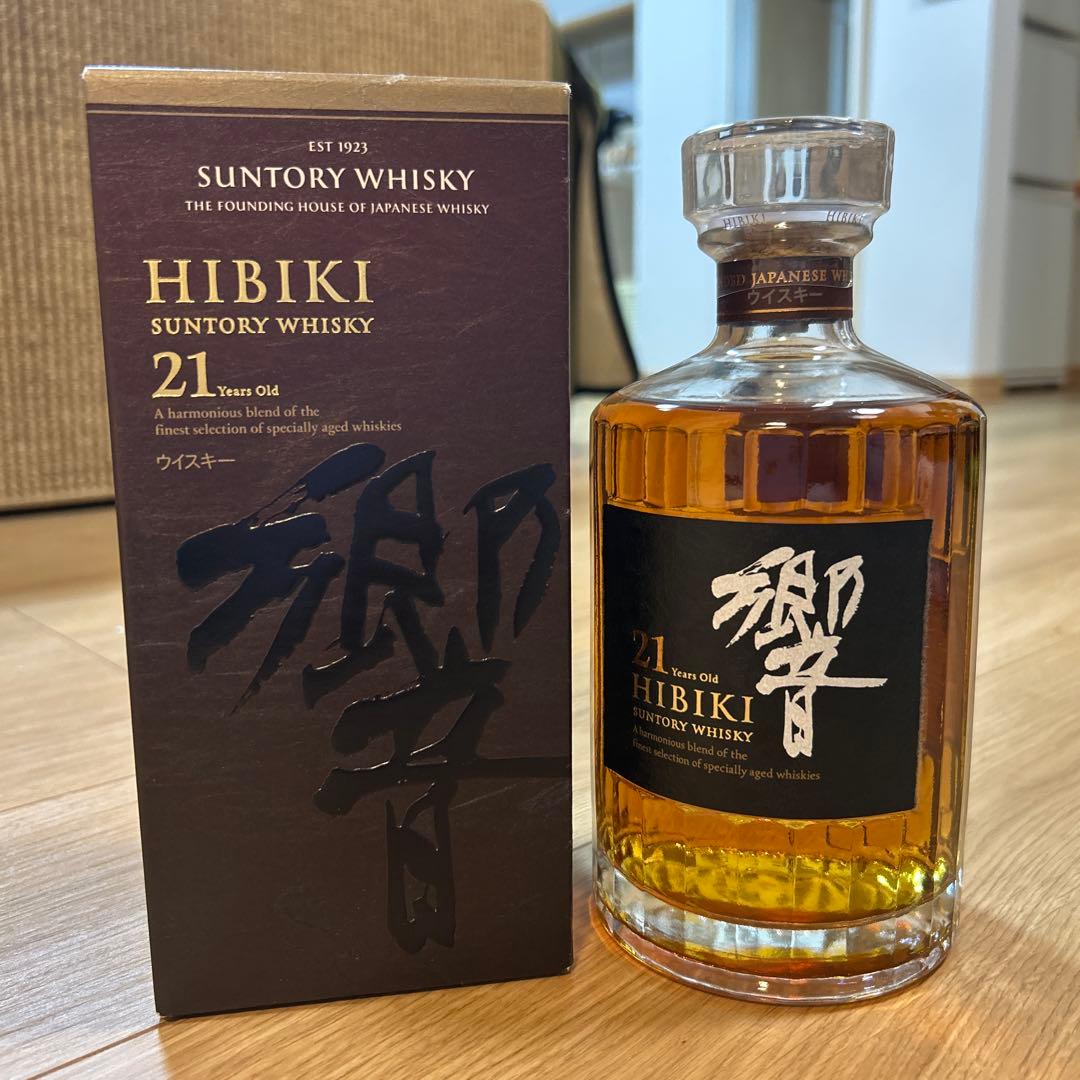 EST 1923
SUNTORY WHISKY
THE FOUNDING HOUSE OF JAPANESE WHISKY
HIBIKI
SUNTORY WHISKY
21 Years Old
A harmonious blend of the
finest selection of specially aged whiskies
ウイスキー
響
HIBIKI HIBIKI
JAPANESE
ウイスキー
響
21 Years Old
HIBIKI
SUNTORY WHISKY
A harmonious blend of the
finest selection of specially aged whiskies